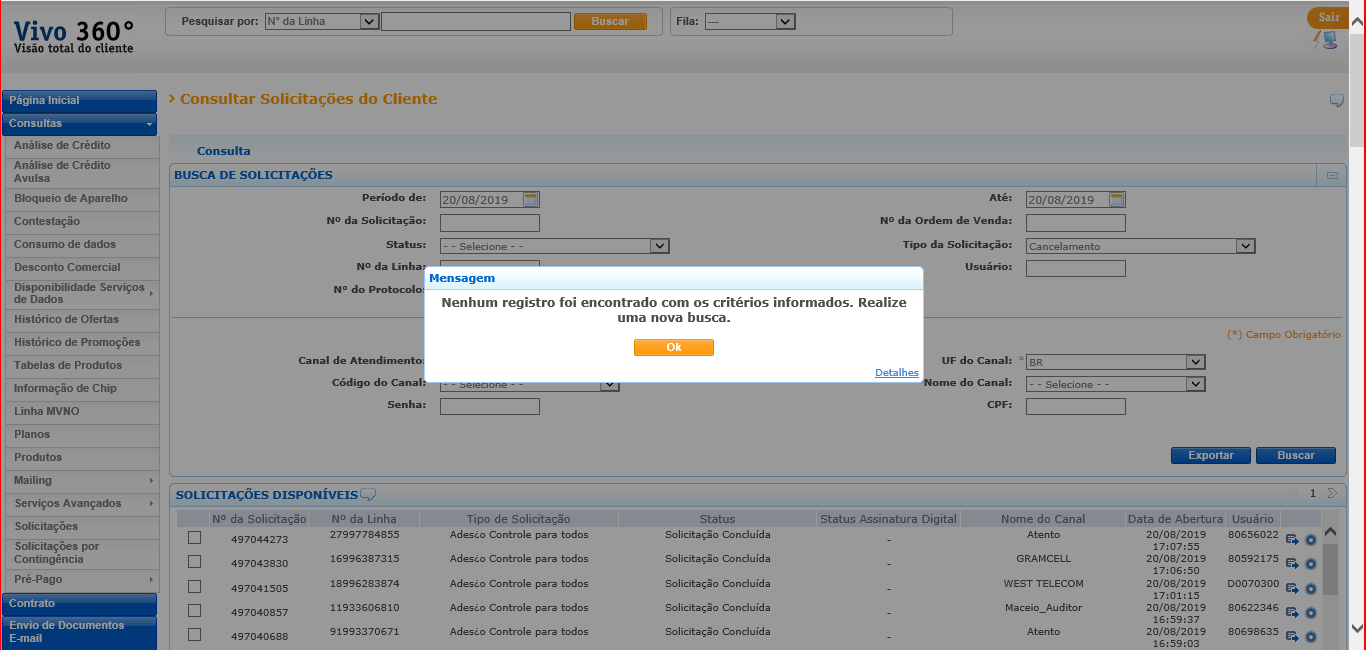 Vivo 360°
Visão total do cliente
Pesquisar por: N° da Linha Buscar Fila: --- Sair
Página Inicial
Consultas
Análise de Crédito
Análise de Crédito
Avulsa
Bloqueio de Aparelho
Contestação
Consumo de dados
Desconto Comercial
Disponibilidade Serviços
de Dados
Histórico de Ofertas
Histórico de Promoções
Tabelas de Produtos
Informação de Chip
Linha MVNO
Planos
Produtos
Mailing
Serviços Avançados
Solicitações
Solicitações por
Contingência
Pré-Pago
Contrato
Envio de Documentos
E-mail
> Consultar Solicitações do Cliente
Consulta
BUSCA DE SOLICITAÇÕES
Período de: 20/08/2019 Até: 20/08/2019
Nº da Solicitação: Nº da Ordem de Venda:
Status: - - Selecione - - Tipo da Solicitação: Cancelamento
Nº da Linha: Usuário:
Nº do Protocolo:
Mensagem
Nenhum registro foi encontrado com os critérios informados. Realize
uma nova busca.
Ok
Detalhes
(*) Campo Obrigatório
Canal de Atendimento: UF do Canal: * BR
Código do Canal: - - Selecione - - Nome do Canal: - - Selecione - -
Senha: CPF:
Exportar Buscar
SOLICITAÇÕES DISPONÍVEIS 1
Nº da Solicitação Nº da Linha Tipo de Solicitação Status Status Assinatura Digital Nome do Canal Data de Abertura Usuário
497044273 27997784855 Ades¿o Controle para todos Solicitação Concluída - Atento 20/08/2019 17:07:55 80656022
497043830 16996387315 Ades¿o Controle para todos Solicitação Concluída - GRAMCELL 20/08/2019 17:06:50 80592175
497041505 18996283874 Ades¿o Controle para todos Solicitação Concluída - WEST TELECOM 20/08/2019 17:01:15 D0070300
497040857 11933606810 Ades¿o Controle para todos Solicitação Concluída - Maceio_Auditor 20/08/2019 16:59:37 80622346
497040688 91993370671 Ades¿o Controle para todos Solicitação Concluída - Atento 20/08/2019 16:59:03 80698635